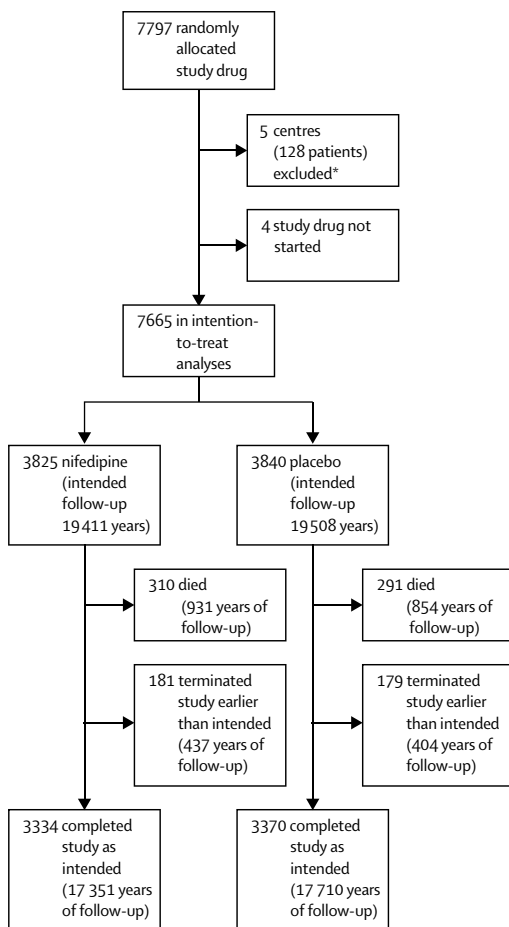 7797 randomly
allocated
study drug
5 centres
(128 patients)
excluded*
4 study drug not
started
7665 in intention-
to-treat
analyses
3825 nifedipine
(intended
follow-up
19 411 years)
3840 placebo
(intended
follow-up
19 508 years)
310 died
(931 years of
follow-up)
291 died
(854 years of
follow-up)
181 terminated
study earlier
than intended
(437 years of
follow-up)
179 terminated
study earlier
than intended
(404 years of
follow-up)
3334 completed
study as
intended
(17 351 years
of follow-up)
3370 completed
study as
intended
(17 710 years
of follow-up)